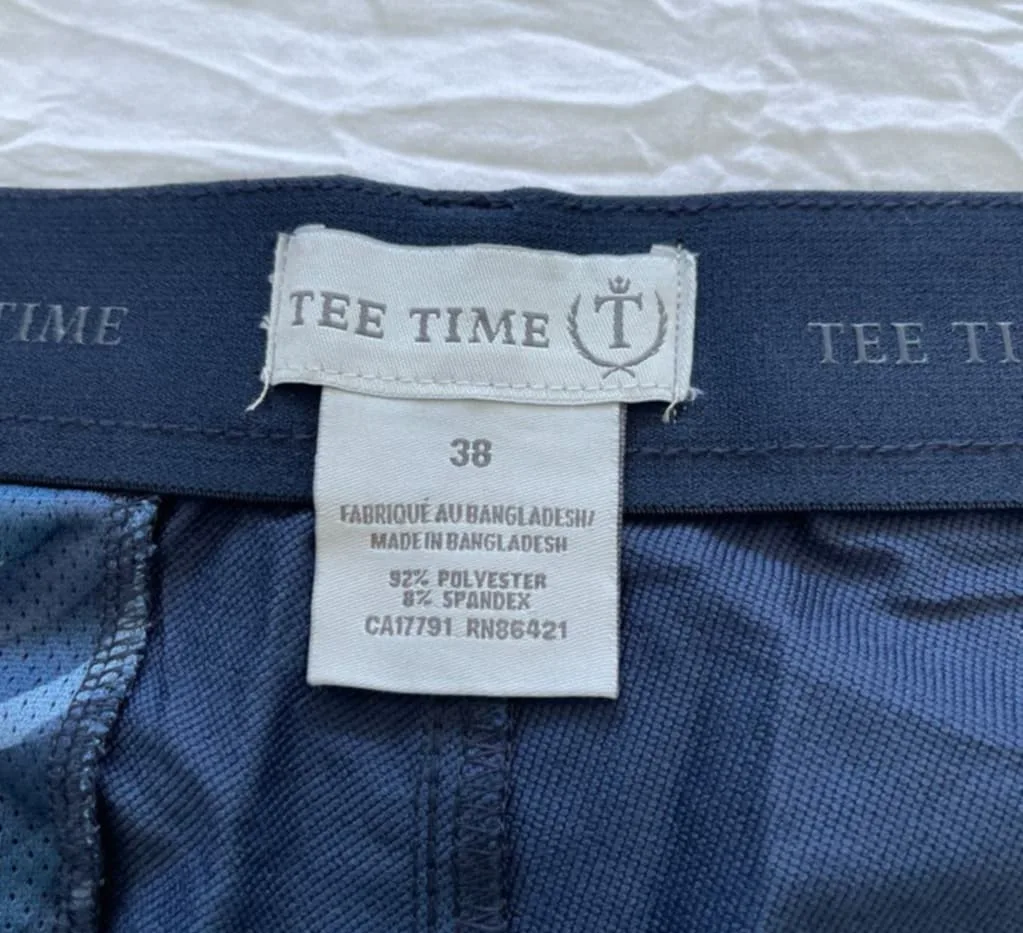 TIME
TEE TIME T
TEE TI
38
FABRIQUÉ AU BANGLADESH/
MADE IN BANGLADESH
92% POLYESTER
8% SPANDEX
CA17791 RN86421